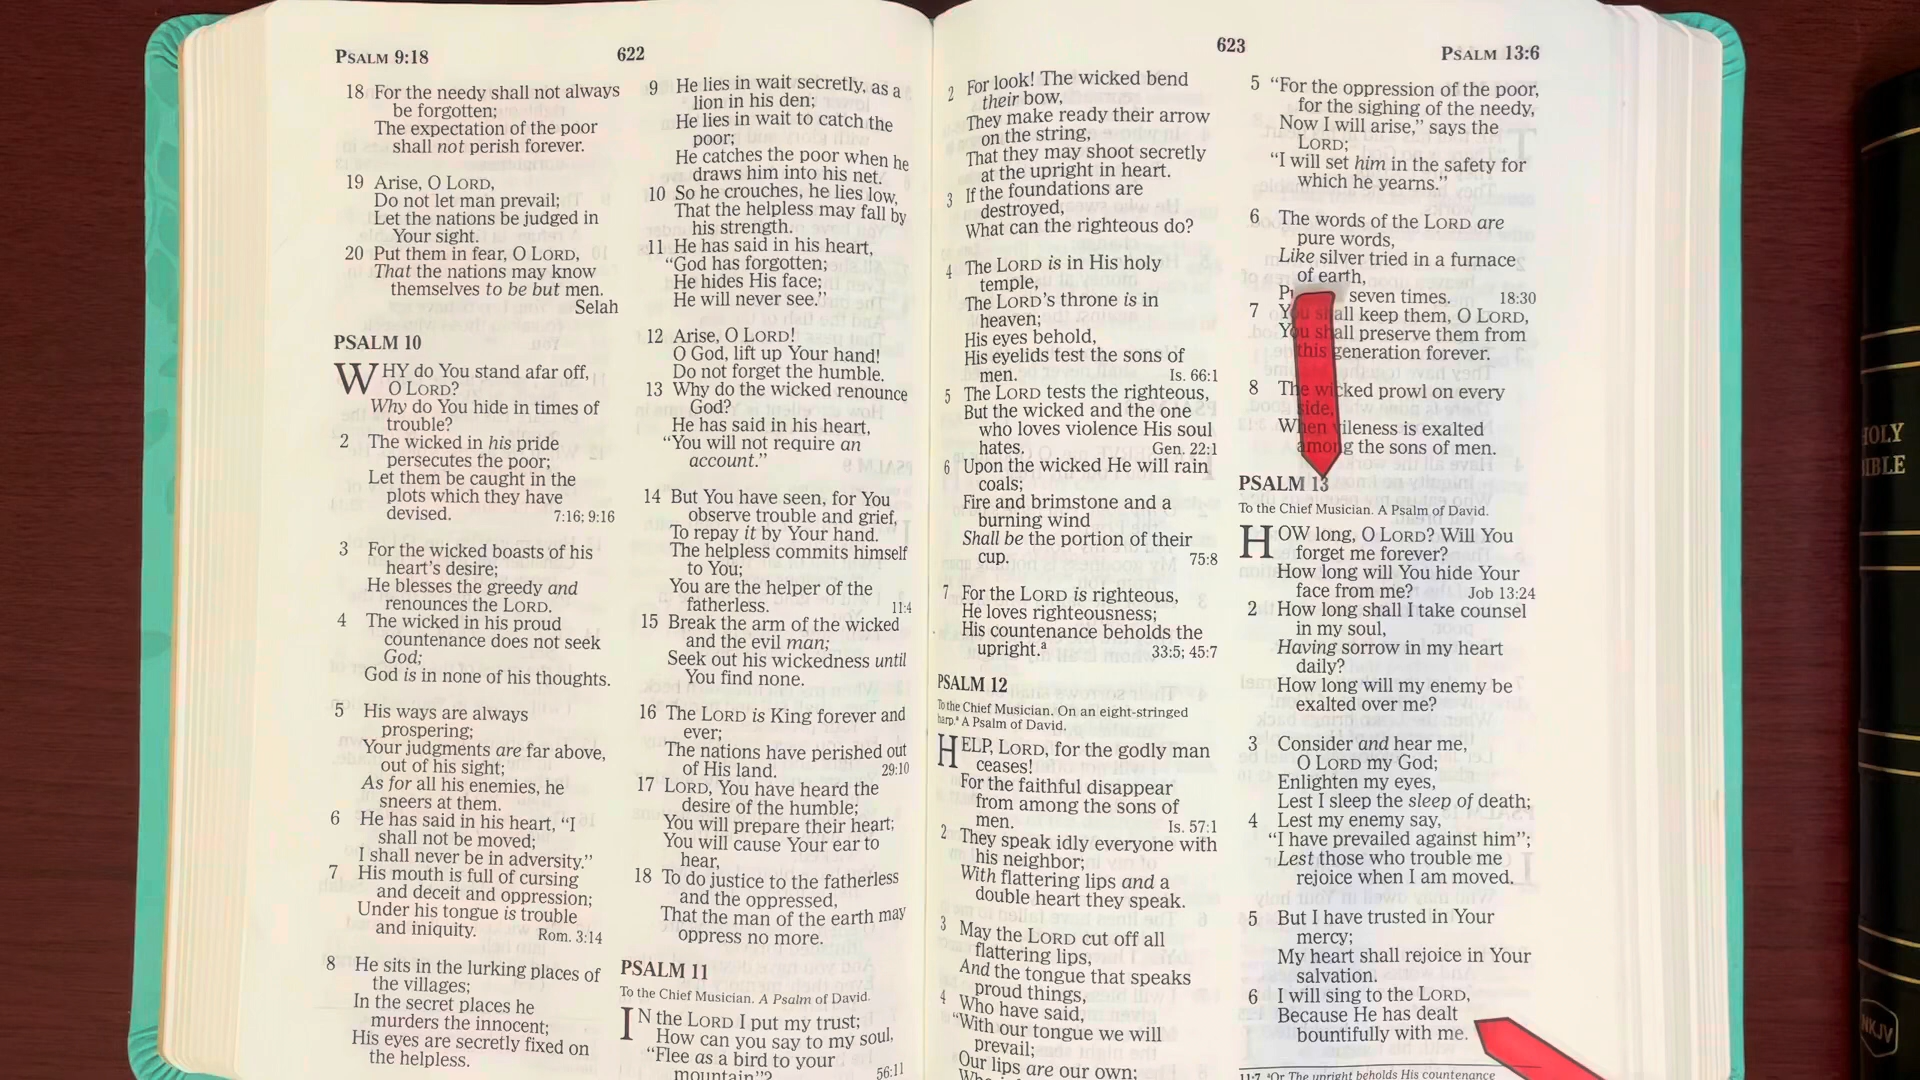 PSALM 9:18
622
18 For the needy shall not always
be forgotten;
The expectation of the poor
shall not perish forever.
19 Arise, O LORD,
Do not let man prevail;
Let the nations be judged in
Your sight.
20 Put them in fear, O LORD,
That the nations may know
themselves to be but men.
Selah
PSALM 10
WHY do You stand afar off,
O LORD?
Why do You hide in times of
trouble?
2 The wicked in his pride
persecutes the poor;
Let them be caught in the
plots which they have
devised. 7:16; 9:16
3 For the wicked boasts of his
heart's desire;
He blesses the greedy and
renounces the LORD.
4 The wicked in his proud
countenance does not seek
God;
God is in none of his thoughts.
5 His ways are always
prospering;
Your judgments are far above,
out of his sight;
As for all his enemies, he
sneers at them.
6 He has said in his heart, “I
shall not be moved;
I shall never be in adversity.”
7 His mouth is full of cursing
and deceit and oppression;
Under his tongue is trouble
and iniquity. Rom. 3:14
8 He sits in the lurking places of
the villages;
In the secret places he
murders the innocent;
His eyes are secretly fixed on
the helpless.
9 He lies in wait secretly, as a
lion in his den;
He lies in wait to catch the
poor;
He catches the poor when he
draws him into his net.
10 So he crouches, he lies low,
That the helpless may fall by
his strength.
11 He has said in his heart,
“God has forgotten;
He hides His face;
He will never see.”
12 Arise, O LORD!
O God, lift up Your hand!
Do not forget the humble.
13 Why do the wicked renounce
God?
He has said in his heart,
“You will not require an
account.”
14 But You have seen, for You
observe trouble and grief,
To repay it by Your hand.
The helpless commits himself
to You;
You are the helper of the
fatherless. 11:4
15 Break the arm of the wicked
and the evil man;
Seek out his wickedness until
You find none.
16 The LORD is King forever and
ever;
The nations have perished out
of His land. 29:10
17 LORD, You have heard the
desire of the humble;
You will prepare their heart;
You will cause Your ear to
hear,
18 To do justice to the fatherless
and the oppressed,
That the man of the earth may
oppress no more.
PSALM 11
To the Chief Musician. A Psalm of David.
IN the LORD I put my trust;
How can you say to my soul,
“Flee as a bird to your
mountain”? 56:11
623
PSALM 13:6
2 For look! The wicked bend
their bow,
They make ready their arrow
on the string,
That they may shoot secretly
at the upright in heart.
3 If the foundations are
destroyed,
What can the righteous do?
4 The LORD is in His holy
temple,
The LORD's throne is in
heaven;
His eyes behold,
His eyelids test the sons of
men. Is. 66:1
5 The LORD tests the righteous,
But the wicked and the one
who loves violence His soul
hates. Gen. 22:1
6 Upon the wicked He will rain
coals;
Fire and brimstone and a
burning wind
Shall be the portion of their
cup. 75:8
7 For the LORD is righteous,
He loves righteousness;
His countenance beholds the
upright.a 33:5; 45:7
PSALM 12
To the Chief Musician. On an eight-stringed
harp.a A Psalm of David.
HELP, LORD, for the godly man
ceases!
For the faithful disappear
from among the sons of
men. Is. 57:1
2 They speak idly everyone with
his neighbor;
With flattering lips and a
double heart they speak.
3 May the LORD cut off all
flattering lips,
And the tongue that speaks
proud things,
4 Who have said,
“With our tongue we will
prevail;
Our lips are our own;
5 “For the oppression of the poor,
for the sighing of the needy,
Now I will arise,” says the
LORD;
“I will set him in the safety for
which he yearns.”
6 The words of the LORD are
pure words,
Like silver tried in a furnace
of earth,
seven times. 18:30
7 You shall keep them, O LORD,
You shall preserve them from
this generation forever.
8 The wicked prowl on every
side,
When vileness is exalted
among the sons of men.
PSALM 13
To the Chief Musician. A Psalm of David.
HOW long, O LORD? Will You
forget me forever?
How long will You hide Your
face from me? Job 13:24
2 How long shall I take counsel
in my soul,
Having sorrow in my heart
daily?
How long will my enemy be
exalted over me?
3 Consider and hear me,
O LORD my God;
Enlighten my eyes,
Lest I sleep the sleep of death;
4 Lest my enemy say,
“I have prevailed against him”;
Lest those who trouble me
rejoice when I am moved.
5 But I have trusted in Your
mercy;
My heart shall rejoice in Your
salvation.
6 I will sing to the LORD,
Because He has dealt
bountifully with me.
11:7 aOr The upright beholds His countenance
HOLY
BIBLE
NKJV